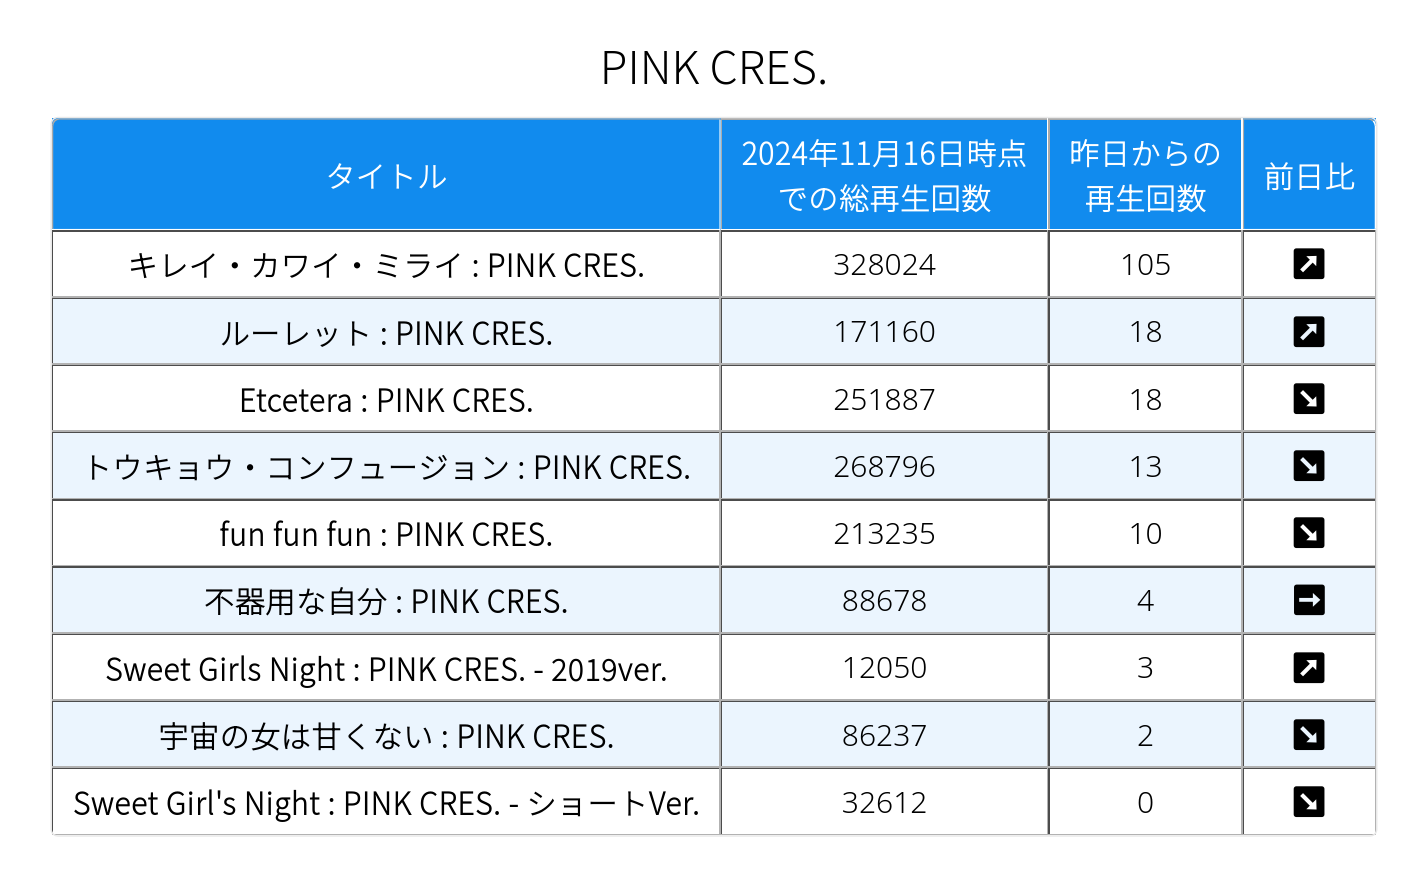 PINK CRES.
タイトル
2024年11月16日時点
での総再生回数
昨日からの
再生回数
前日比
キレイ・カワイ・ミライ : PINK CRES. 328024 105
ルーレット : PINK CRES. 171160 18
Etcetera : PINK CRES. 251887 18
トウキョウ・コンフュージョン : PINK CRES. 268796 13
fun fun fun : PINK CRES. 213235 10
不器用な自分 : PINK CRES. 88678 4
Sweet Girls Night : PINK CRES. - 2019ver. 12050 3
宇宙の女は甘くない : PINK CRES. 86237 2
Sweet Girl's Night : PINK CRES. - ショートVer. 32612 0